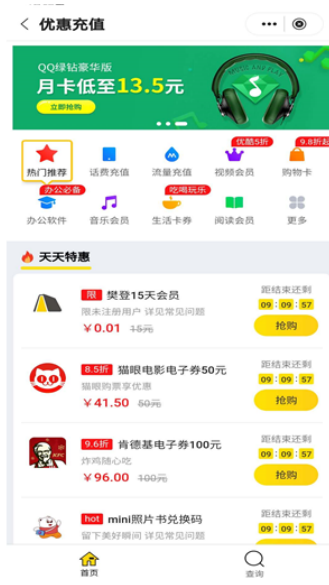 优惠充值
QQ绿钻豪华版
月卡低至13.5元
立即抢购
MUSIC ARE PLAY
优酷5折
9.8折起
热门推荐
话费充值
流量充值
视频会员
购物卡
办公必备
吃喝玩乐
办公软件
音乐会员
生活卡券
阅读会员
更多
天天特惠
限 樊登15天会员
限未注册用户 详见常见问题
￥0.01 15元
距结束还剩
09:09:57
抢购
8.5折 猫眼电影电子券50元
猫眼购票享优惠
￥41.50 50元
距结束还剩
09:09:57
抢购
9.6折 肯德基电子券100元
炸鸡随心吃
￥96.00 100元
KFC
距结束还剩
09:09:57
抢购
hot mini照片书兑换码
留下美好瞬间 详见常见问题
距结束还剩
09:09:57
首页
查询